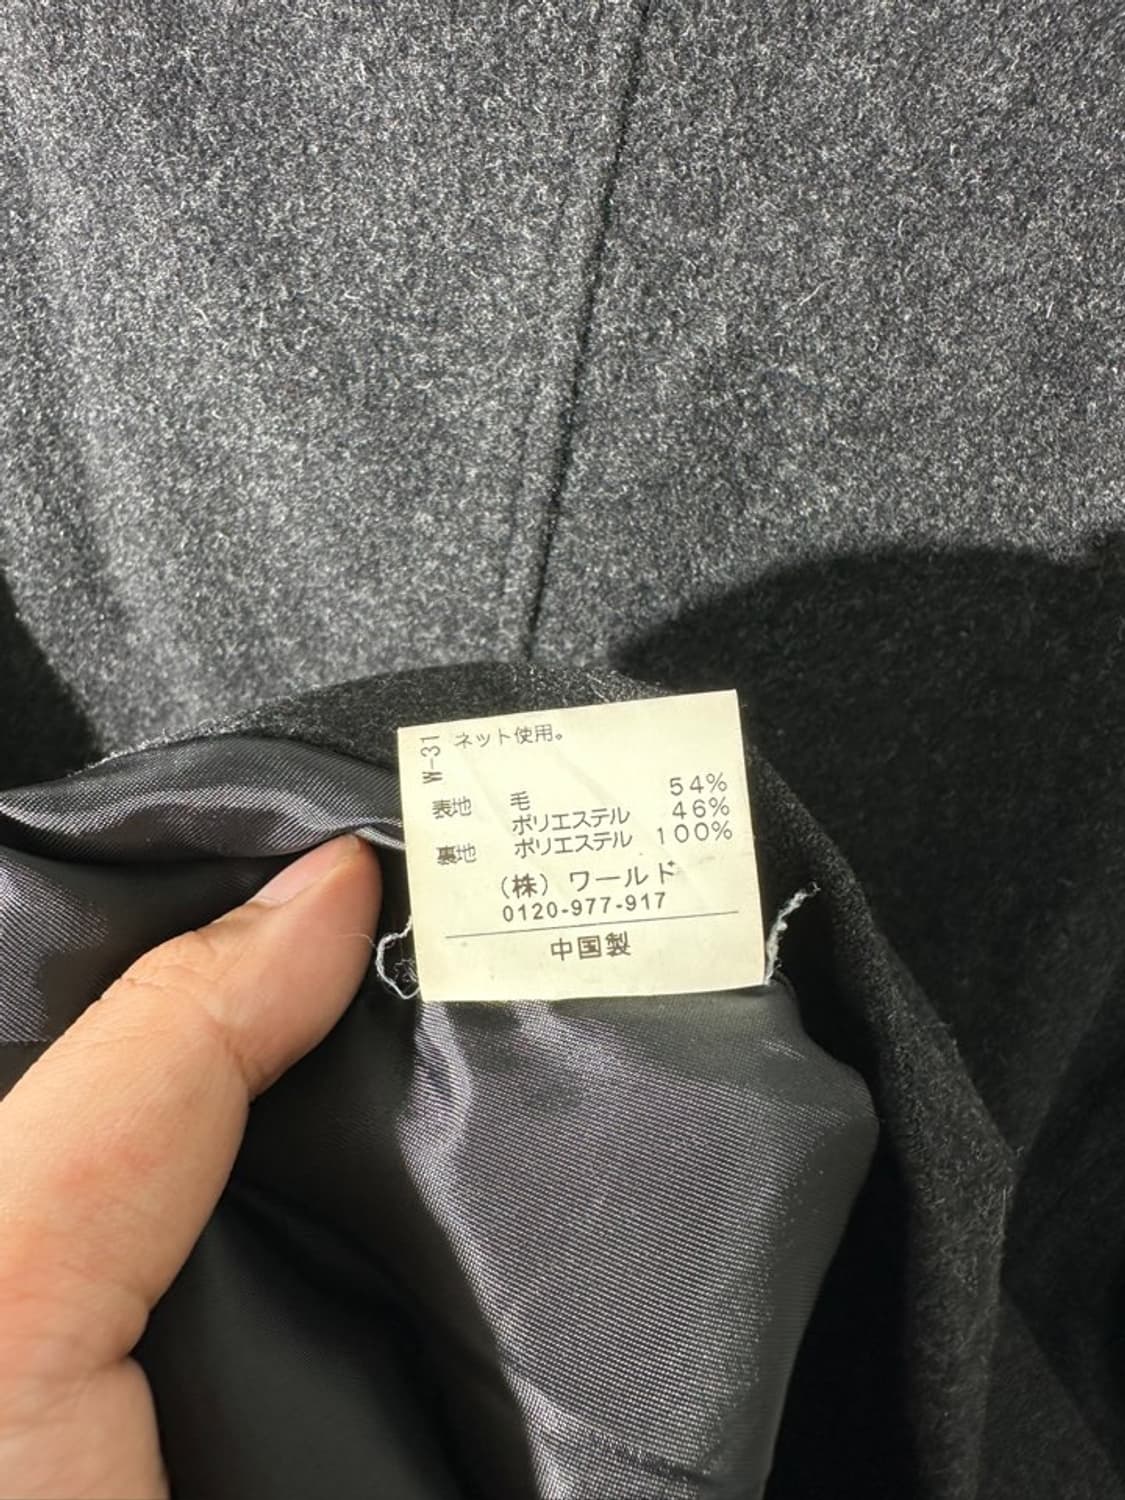 W-31
ネット使用。
表地 毛 54%
ポリエステル 46%
裏地 ポリエステル 100%
(株) ワールド
0120-977-917
中国製